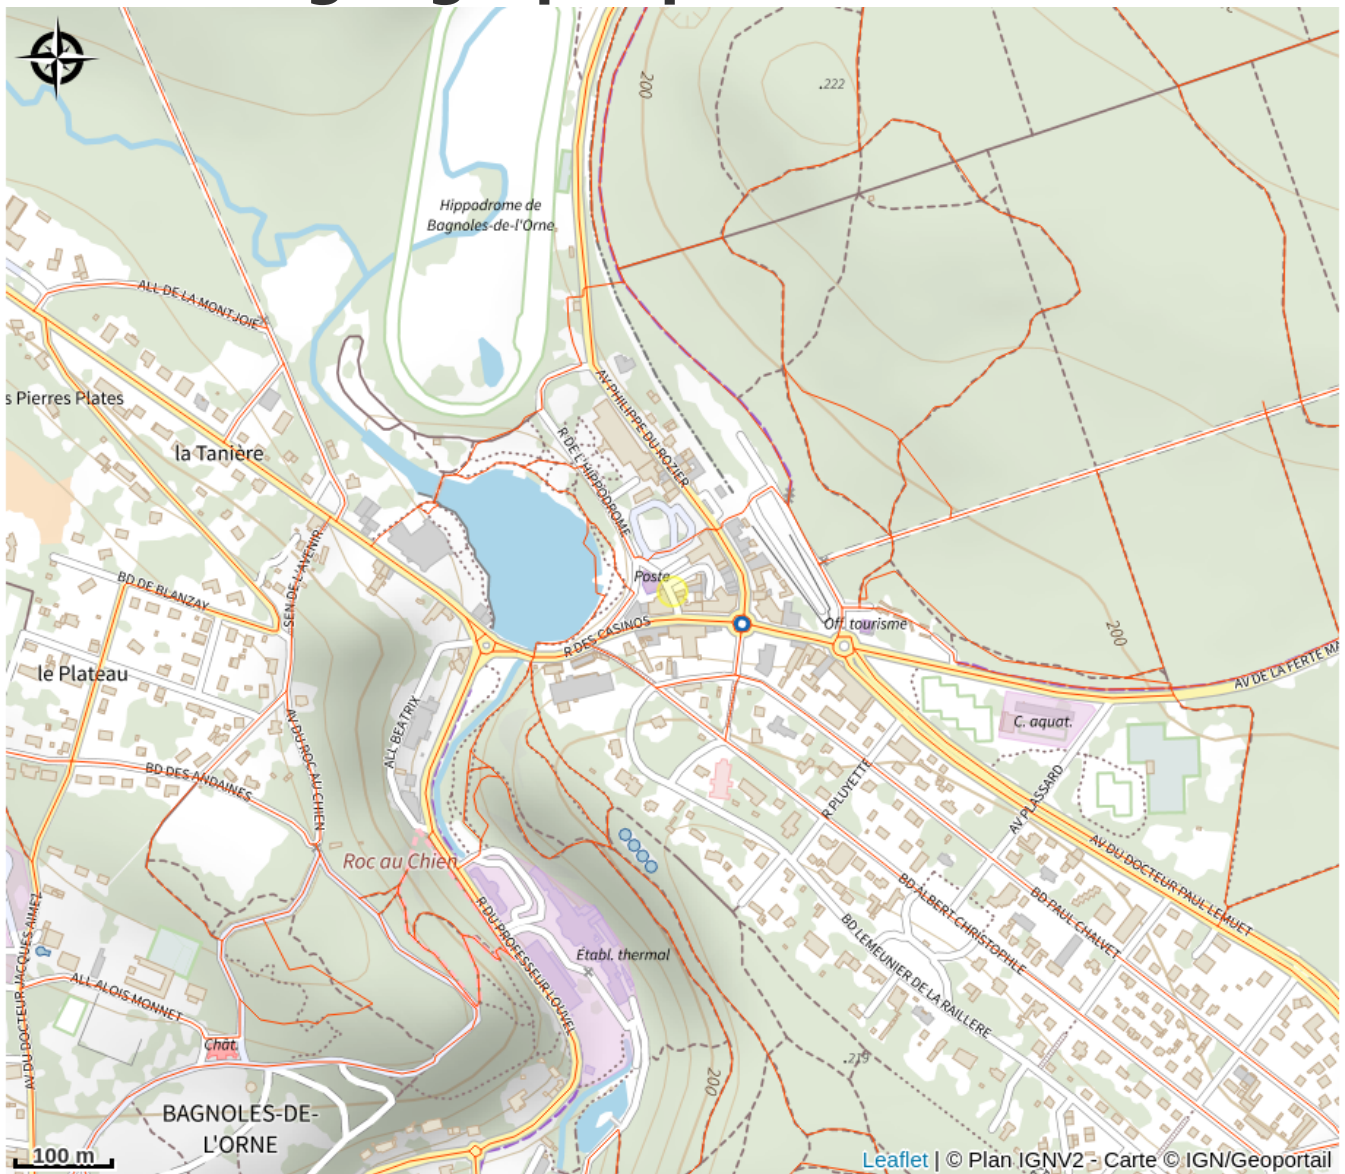 200
.222
Hippodrome de
Bagnoles-de-l'Orne
ALL DE LA MONTJOIE
s Pierres Plates
AV PHILIPPE DU ROZIER
la Tanière
R DE L'HIPPODROME
SEN DE L'AVENIR
BD DE BLANZAY
Poste
R DES CASINOS
Off. tourisme
200
AV DE LA FERTE MA
le Plateau
ALL BEATRIX
AV DU ROC AU CHIEN
C. aquat.
BD DES ANDAINES
R PLUYETTE
AV PLASSARD
Roc au Chien
AV DU DOCTEUR PAUL LEMUET
BD ALBERT CHRISTOPHLE
BD PAUL CHALVET
R DU PROFESSEUR LOUVEL
BD LEMEUNIER DE LA RAILLERE
Établ. thermal
AV DU DOCTEUR JACQUES AIMEZ
ALL ALOIS MONNET
Chât.
.219
200
BAGNOLES-DE-
L'ORNE
100 m
Leaflet | © Plan IGNV2 - Carte © IGN/Geoportail